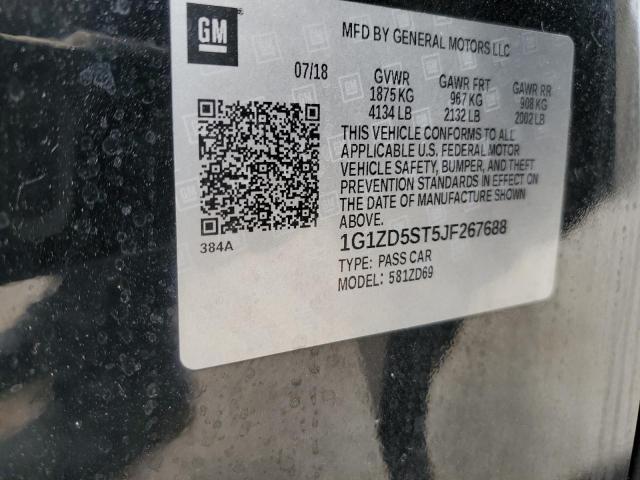 GM
MFD BY GENERAL MOTORS LLC
07/18 GVWR GAWR FRT GAWR RR
1875 KG 967 KG 908 KG
4134 LB 2132 LB 2002 LB
THIS VEHICLE CONFORMS TO ALL
APPLICABLE U.S. FEDERAL MOTOR
VEHICLE SAFETY, BUMPER, AND THEFT
PREVENTION STANDARDS IN EFFECT ON
THE DATE OF MANUFACTURE SHOWN
ABOVE.
384A
1G1ZD5ST5JF267688
TYPE: PASS CAR
MODEL: 581ZD69